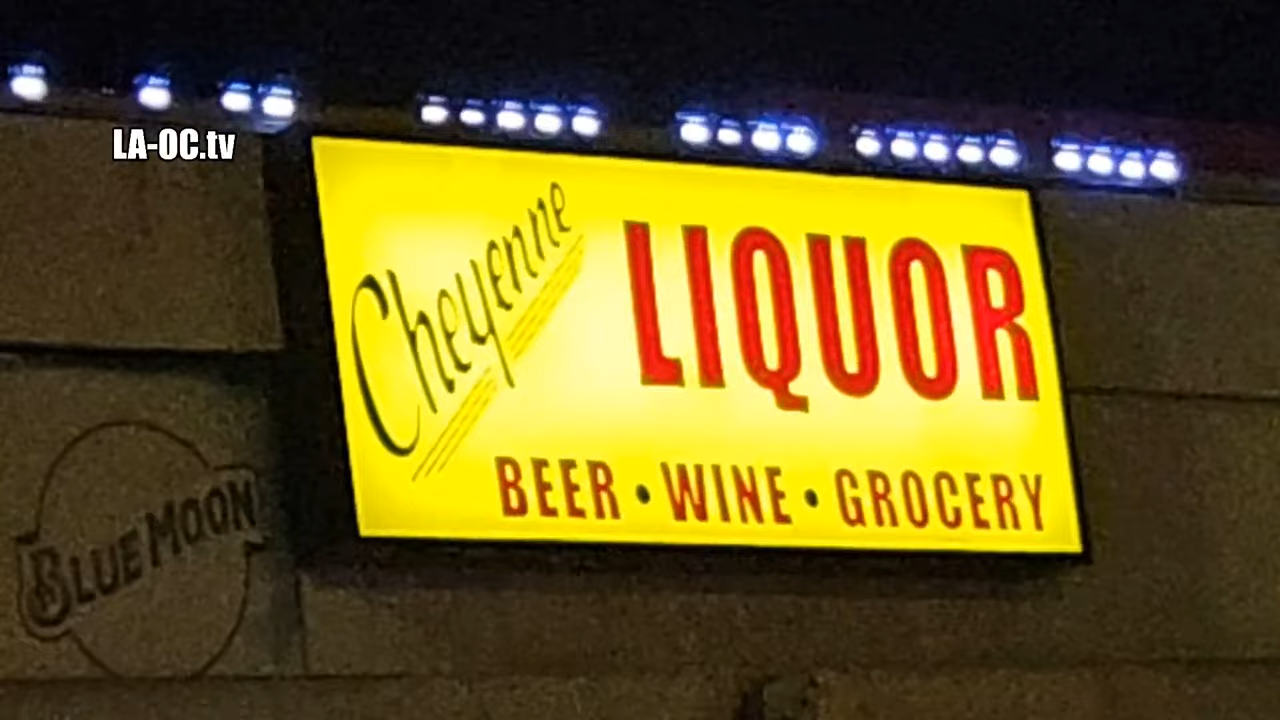 LA-OC.tv
Cheyenne LIQUOR
BEER • WINE • GROCERY
BLUE MOON